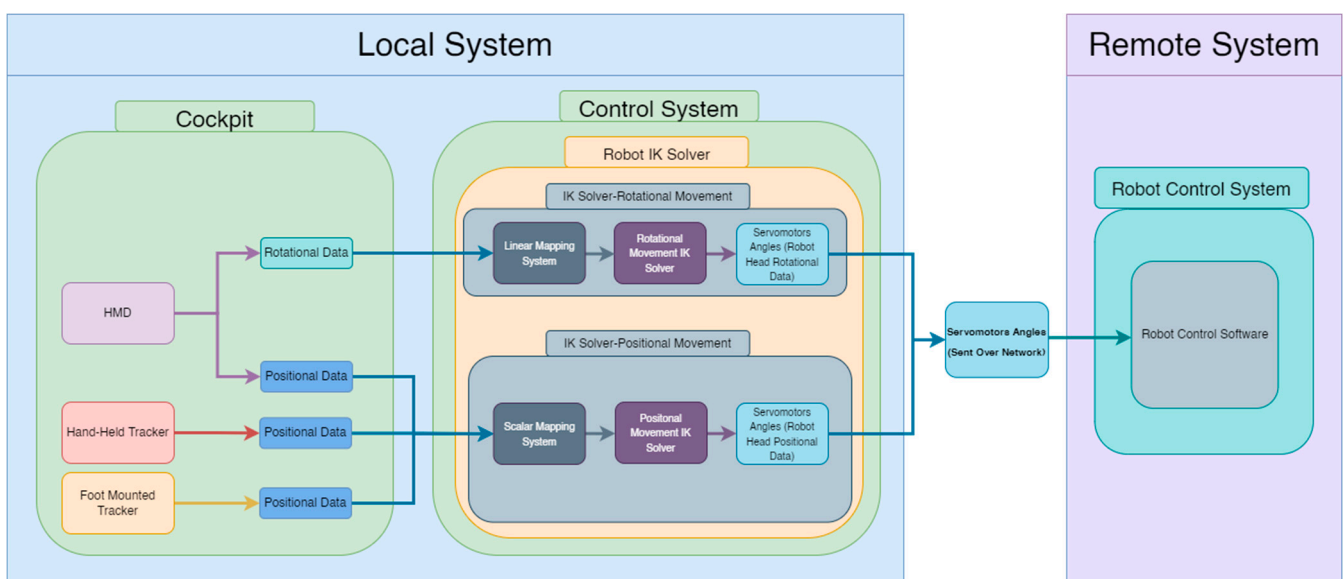 Local System
Remote System
Cockpit
Control System
Robot IK Solver
IK Solver-Rotational Movement
Robot Control System
Rotational Data
Linear Mapping
System
Rotational
Movement IK
Solver
Servomotors
Angles (Robot
Head Rotational
Data)
HMD
Positional Data
Hand-Held Tracker
Positional Data
Foot Mounted
Tracker
Positional Data
IK Solver-Positional Movement
Scalar Mapping
System
Positonal
Movement IK
Solver
Servomotors
Angles (Robot
Head Positional
Data)
Servomotors Angles
(Sent Over Network)
Robot Control Software